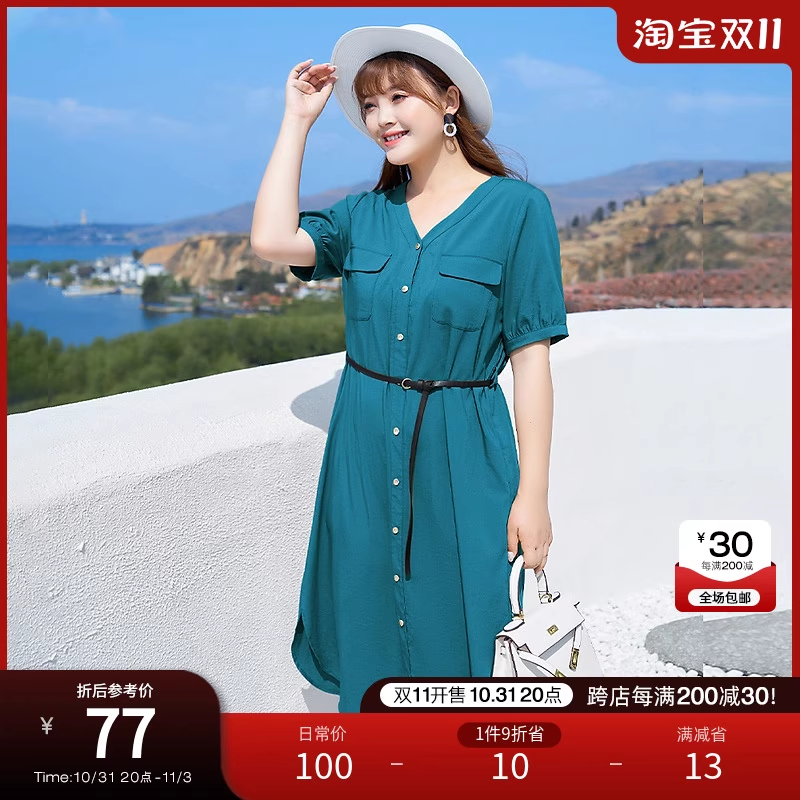 淘宝双11
¥30
每满200减
全场包邮
双11开售 10.31 20点
跨店每满200减30!
折后参考价
¥ 77
Time:10/31 20点-11/3
日常价
1件9折省
满减省
100 - 10 - 13